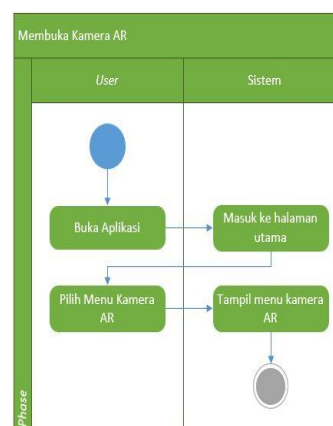 Membuka Kamera AR
User
Sistem
Buka Aplikasi
Masuk ke halaman
utama
Pilih Menu Kamera
AR
Tampil menu kamera
AR
Phase